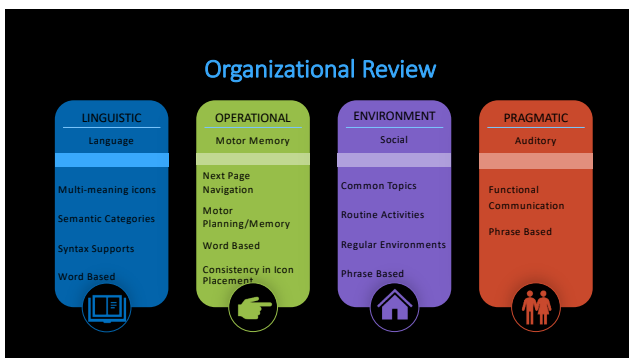 Organizational Review
LINGUISTIC
Language
Multi-meaning icons
Semantic Categories
Syntax Supports
Word Based
OPERATIONAL
Motor Memory
Next Page
Navigation
Motor
Planning/Memory
Word Based
Consistency in Icon
Placement
ENVIRONMENT
Social
Common Topics
Routine Activities
Regular Environments
Phrase Based
PRAGMATIC
Auditory
Functional
Communication
Phrase Based